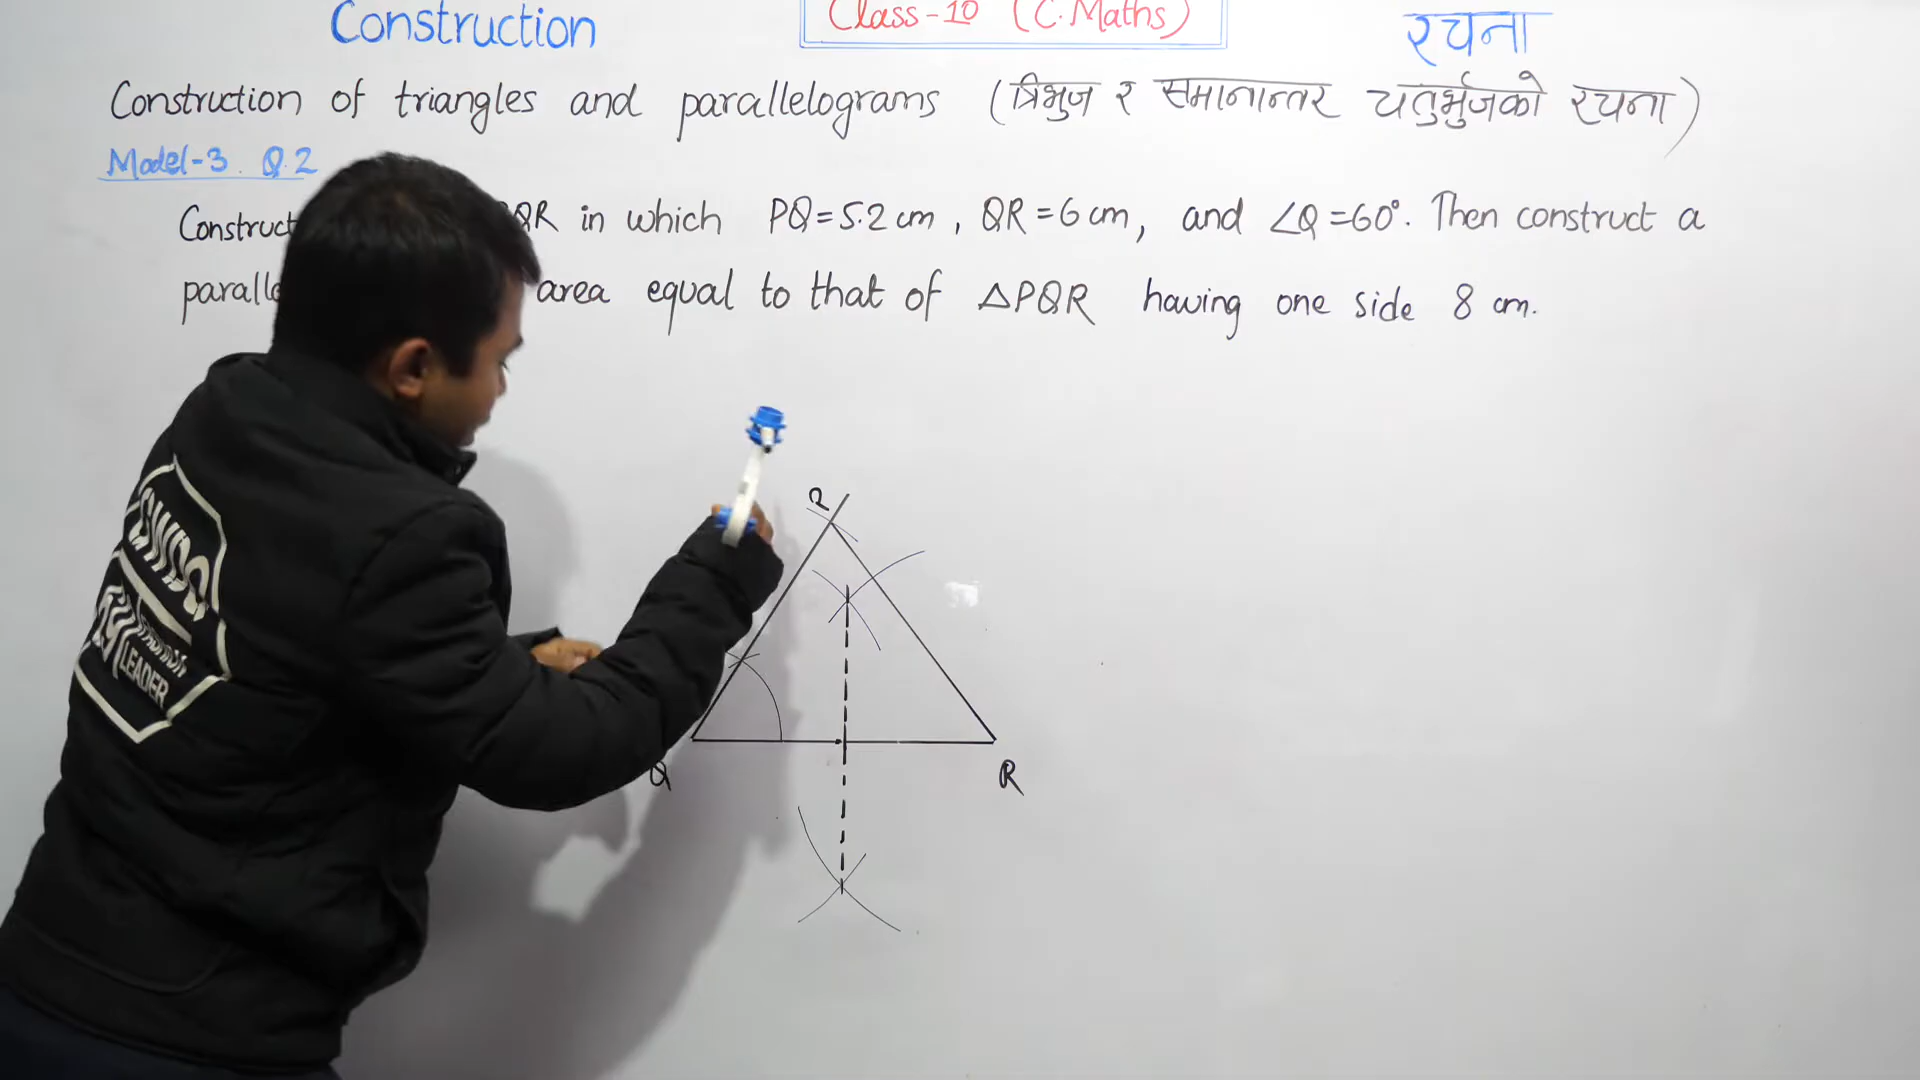 Construction Class-10 (C.Maths) रचना
Construction of triangles and parallelograms (त्रिभुज र समानान्तर चतुर्भुजको रचना)
Model-3. Q.2
Construct QR in which PQ=5.2 cm, QR=6 cm, and ∠Q=60°. Then construct a
paralle area equal to that of △PQR having one side 8 cm.
Q
R
LEADER